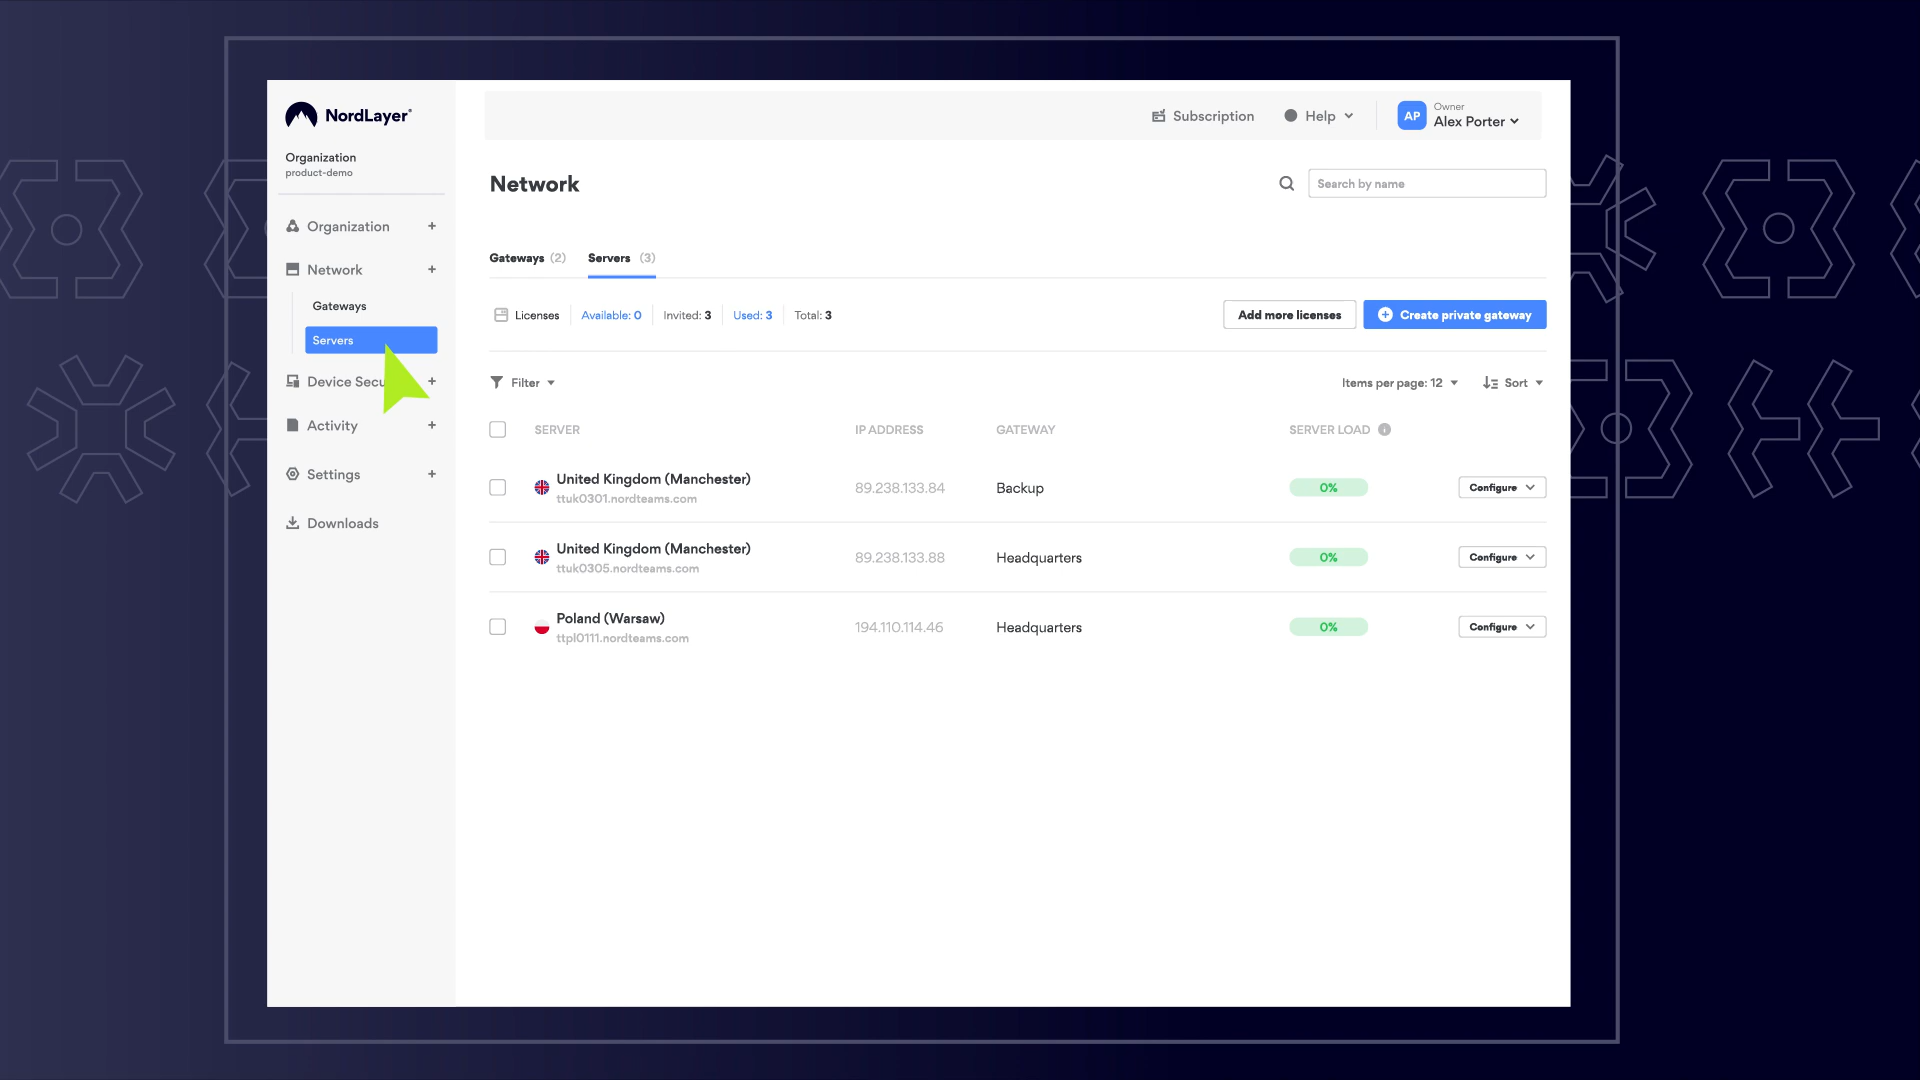 NordLayer®
Subscription
Help
AP
Owner
Alex Porter
Organization
product-demo
Network
Search by name
Organization +
Network +
Gateways
Servers
Device Secu +
Activity +
Settings +
Downloads
Gateways (2)
Servers (3)
Licenses
Available: 0
Invited: 3
Used: 3
Total: 3
Add more licenses
Create private gateway
Filter
Items per page: 12
Sort
SERVER IP ADDRESS GATEWAY SERVER LOAD
United Kingdom (Manchester)
ttuk0301.nordteams.com
89.238.133.84
Backup
0%
Configure
United Kingdom (Manchester)
ttuk0305.nordteams.com
89.238.133.88
Headquarters
0%
Configure
Poland (Warsaw)
ttpl0111.nordteams.com
194.110.114.46
Headquarters
0%
Configure